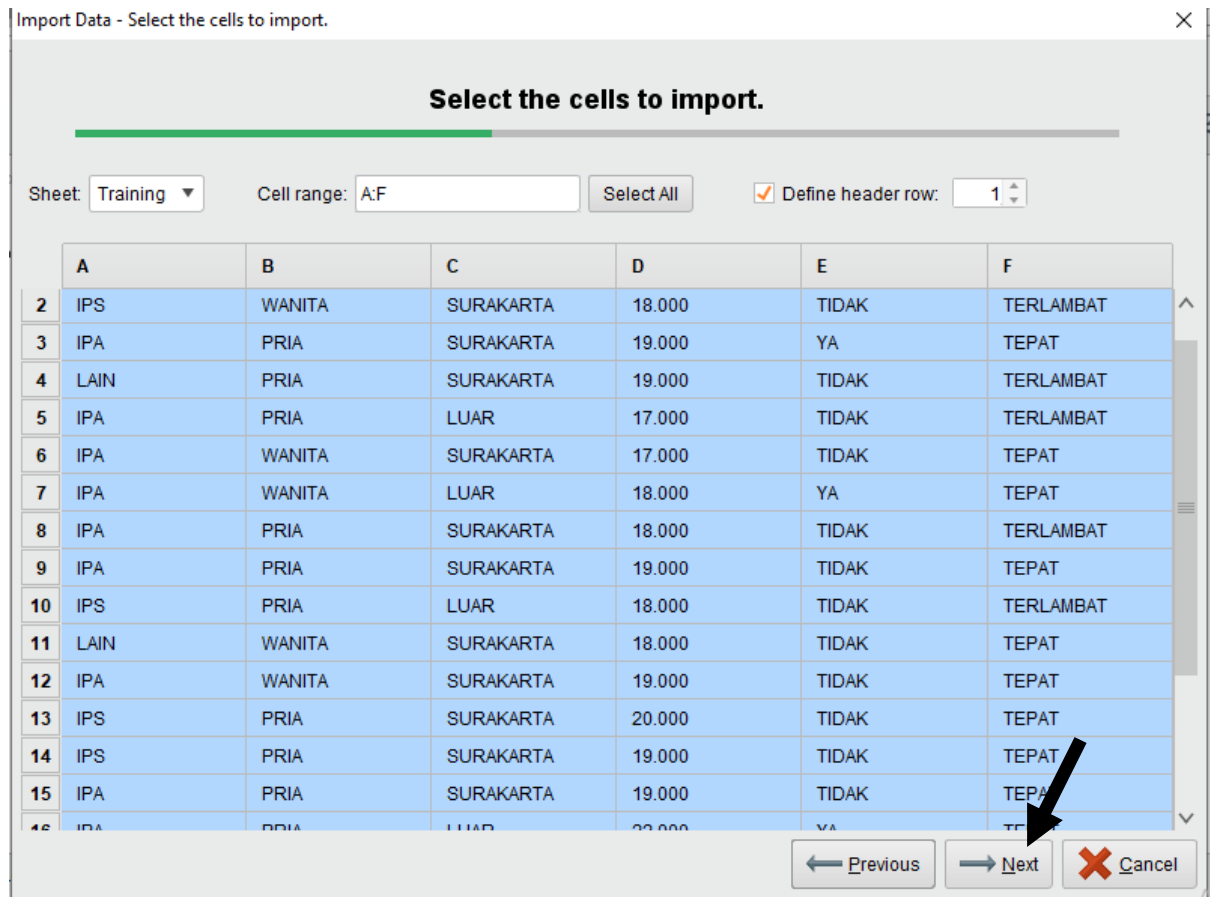 Import Data - Select the cells to import.
Select the cells to import.
Sheet: Training Cell range: A:F Select All Define header row: 1
A B C D E F
2 IPS WANITA SURAKARTA 18.000 TIDAK TERLAMBAT
3 IPA PRIA SURAKARTA 19.000 YA TEPAT
4 LAIN PRIA SURAKARTA 19.000 TIDAK TERLAMBAT
5 IPA PRIA LUAR 17.000 TIDAK TERLAMBAT
6 IPA WANITA SURAKARTA 17.000 TIDAK TEPAT
7 IPA WANITA LUAR 18.000 YA TEPAT
8 IPA PRIA SURAKARTA 18.000 TIDAK TERLAMBAT
9 IPA PRIA SURAKARTA 19.000 TIDAK TEPAT
10 IPS PRIA LUAR 18.000 TIDAK TERLAMBAT
11 LAIN WANITA SURAKARTA 18.000 TIDAK TEPAT
12 IPA WANITA SURAKARTA 19.000 TIDAK TEPAT
13 IPS PRIA SURAKARTA 20.000 TIDAK TEPAT
14 IPS PRIA SURAKARTA 19.000 TIDAK TEPAT
15 IPA PRIA SURAKARTA 19.000 TIDAK TEPAT
Previous Next Cancel